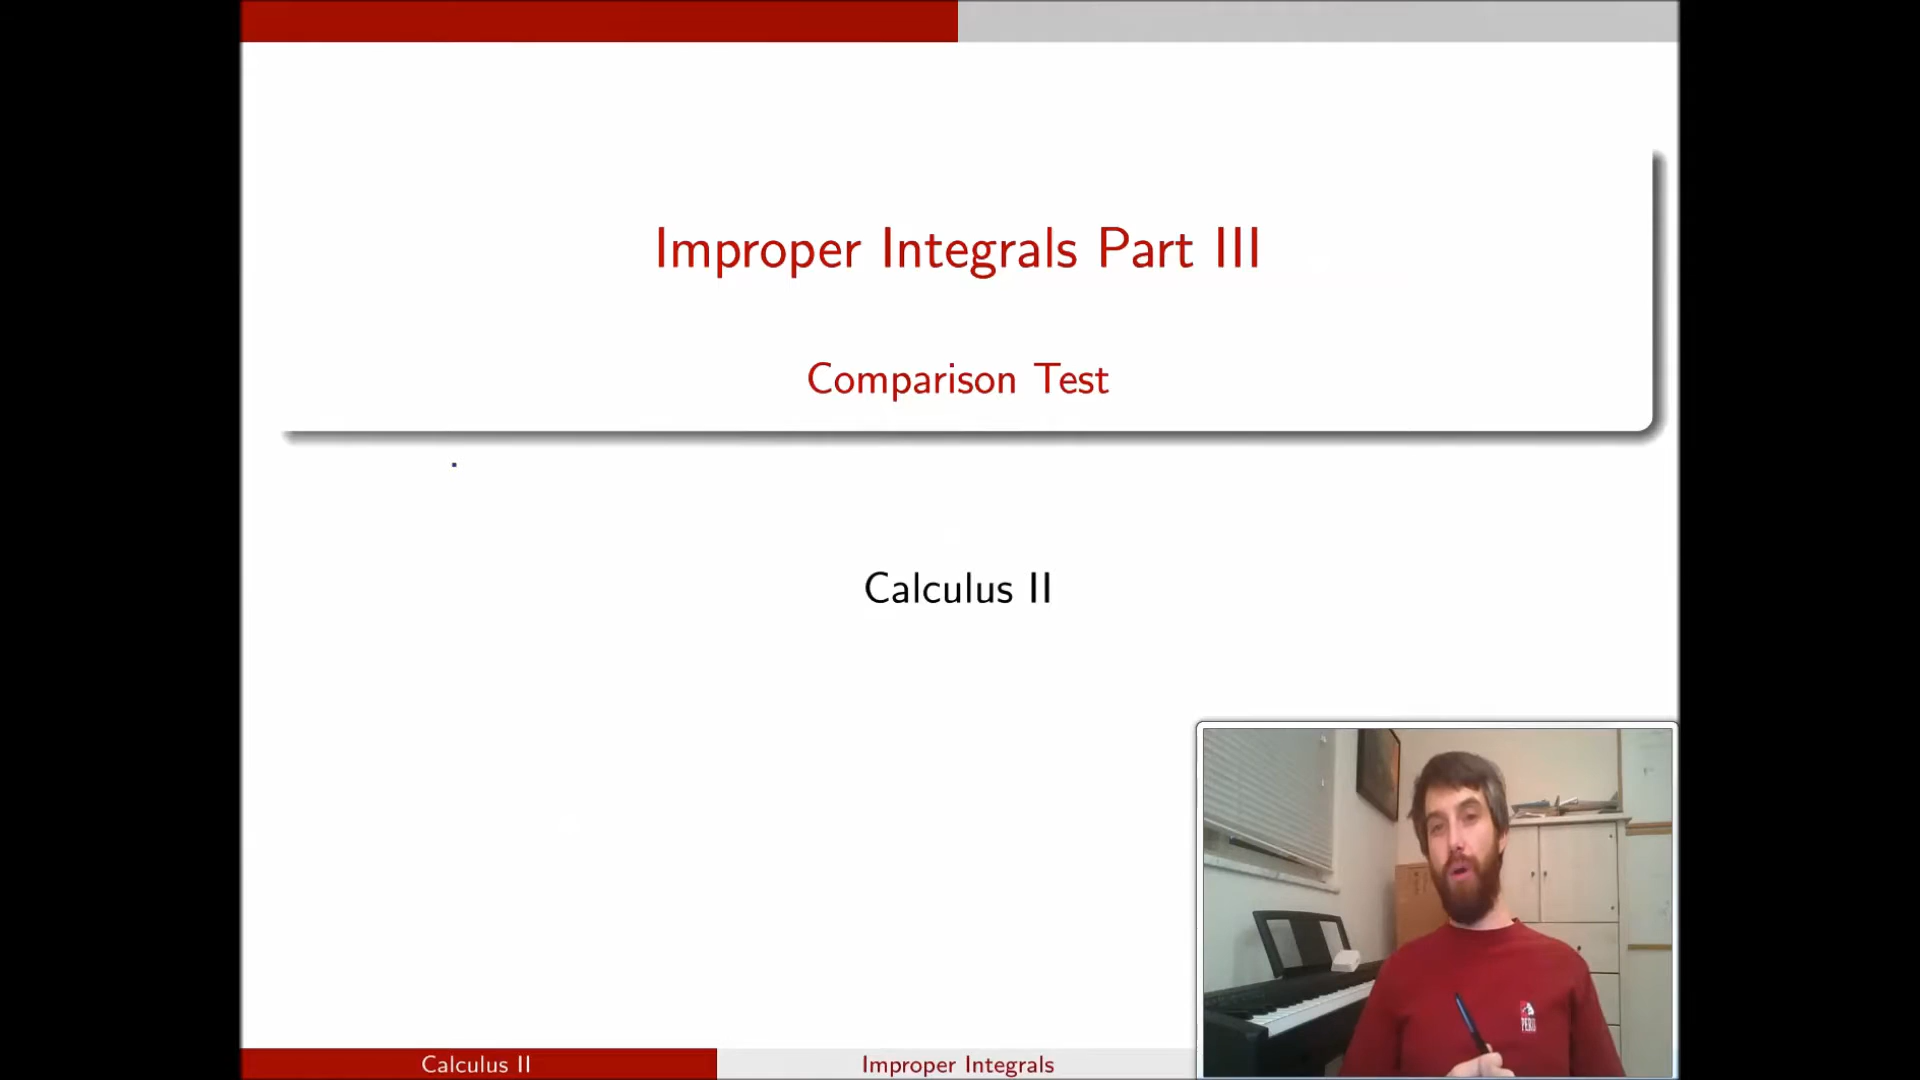 Improper Integrals Part III
Comparison Test
Calculus II
Calculus II
Improper Integrals